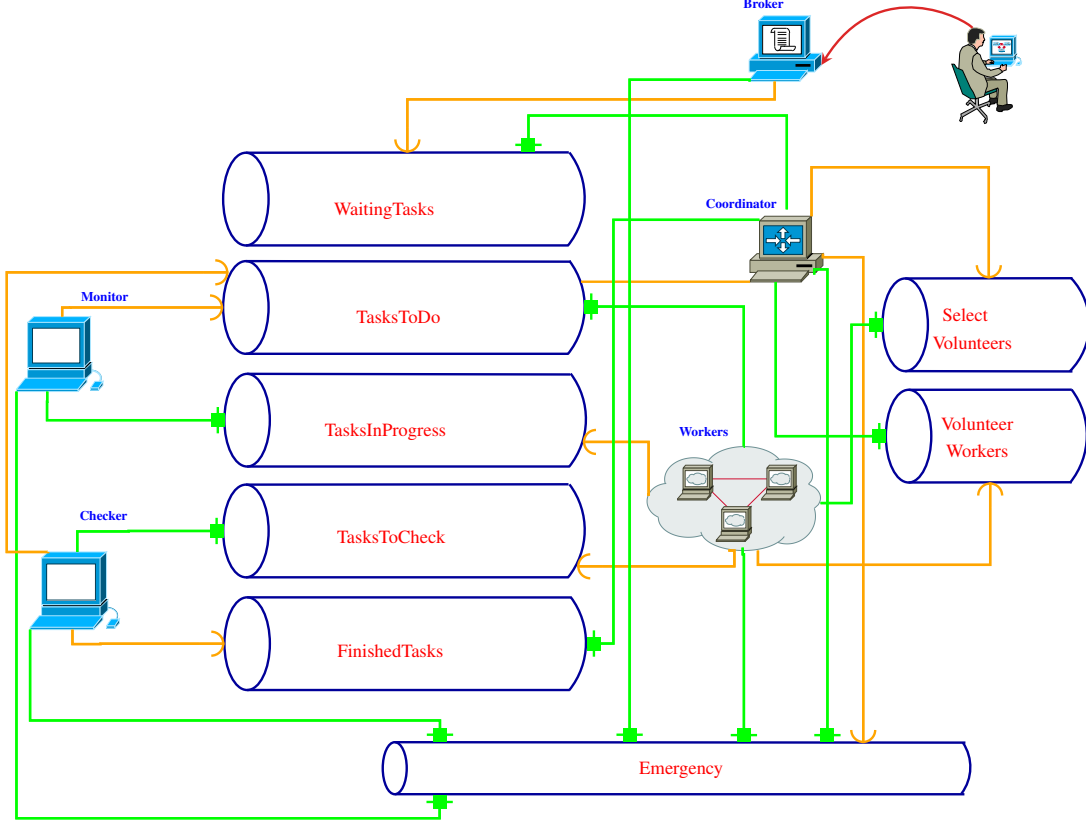 Broker
WaitingTasks
Coordinator
Monitor
TasksToDo
Select
Volunteers
TasksInProgress
Workers
Volunteer
Workers
Checker
TasksToCheck
FinishedTasks
Emergency